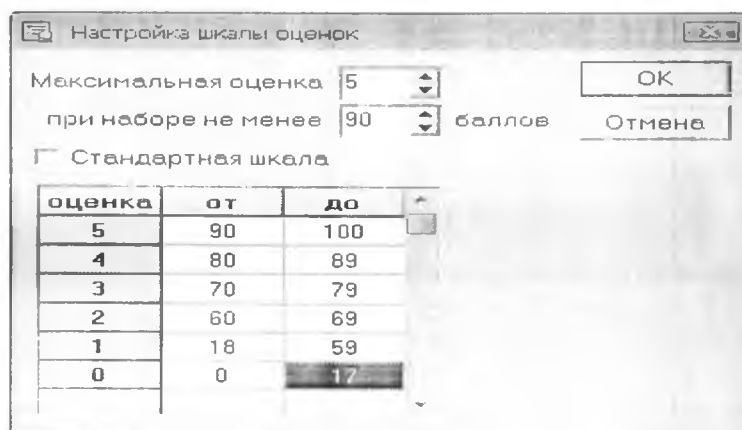 Настройка шкалы оценок
Максимальная оценка 5 OK
при наборе не менее 90 баллов Отмена
Стандартная шкала
оценка от до
5 90 100
4 80 89
3 70 79
2 60 69
1 18 59
0 0 17